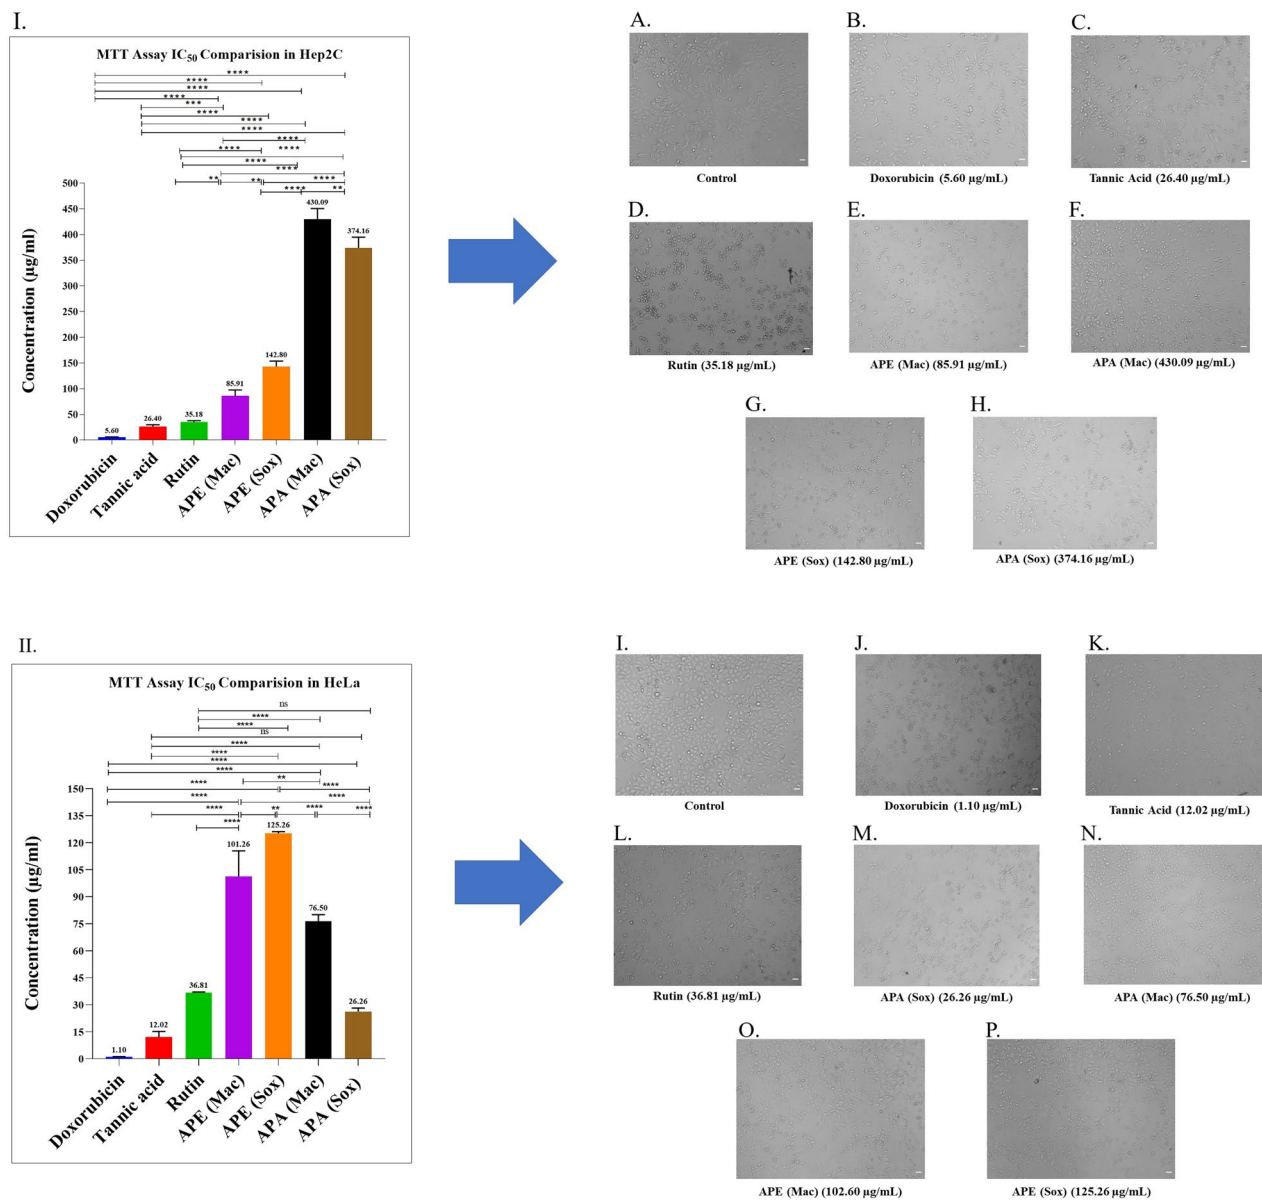 I.
MTT Assay IC50 Comparision in Hep2C
****
****
****
****
***
****
****
****
****
****
****
****
****
**
**
****
****
**
500
450
400
350
300
250
200
150
100
50
0
Concentration (µg/ml)
5.60
26.40
35.18
85.91
142.80
430.09
374.16
Doxorubicin
Tannic acid
Rutin
APE (Mac)
APE (Sox)
APA (Mac)
APA (Sox)
A.
Control
B.
Doxorubicin (5.60 µg/mL)
C.
Tannic Acid (26.40 µg/mL)
D.
Rutin (35.18 µg/mL)
E.
APE (Mac) (85.91 µg/mL)
F.
APA (Mac) (430.09 µg/mL)
G.
APE (Sox) (142.80 µg/mL)
H.
APA (Sox) (374.16 µg/mL)
II.
MTT Assay IC50 Comparision in HeLa
ns
****
****
ns
****
****
****
****
**
****
****
****
****
****
**
****
****
****
150
135
120
105
90
75
60
45
30
15
0
Concentration (µg/ml)
1.10
12.02
36.81
101.26
125.26
76.50
26.26
Doxorubicin
Tannic acid
Rutin
APE (Mac)
APE (Sox)
APA (Mac)
APA (Sox)
I.
Control
J.
Doxorubicin (1.10 µg/mL)
K.
Tannic Acid (12.02 µg/mL)
L.
Rutin (36.81 µg/mL)
M.
APA (Sox) (26.26 µg/mL)
N.
APA (Mac) (76.50 µg/mL)
O.
APE (Mac) (102.60 µg/mL)
P.
APE (Sox) (125.26 µg/mL)